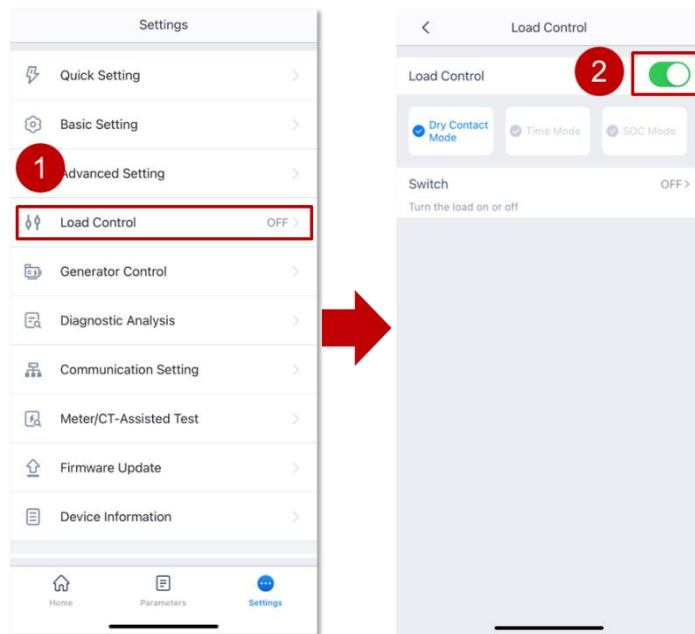 Settings
Quick Setting
Basic Setting
1
Advanced Setting
Load Control OFF
Generator Control
Diagnostic Analysis
Communication Setting
Meter/CT-Assisted Test
Firmware Update
Device Information
Home Parameters Settings
Load Control
2
Load Control
Dry Contact
Mode
Time Mode
SOC Mode
Switch OFF
Turn the load on or off